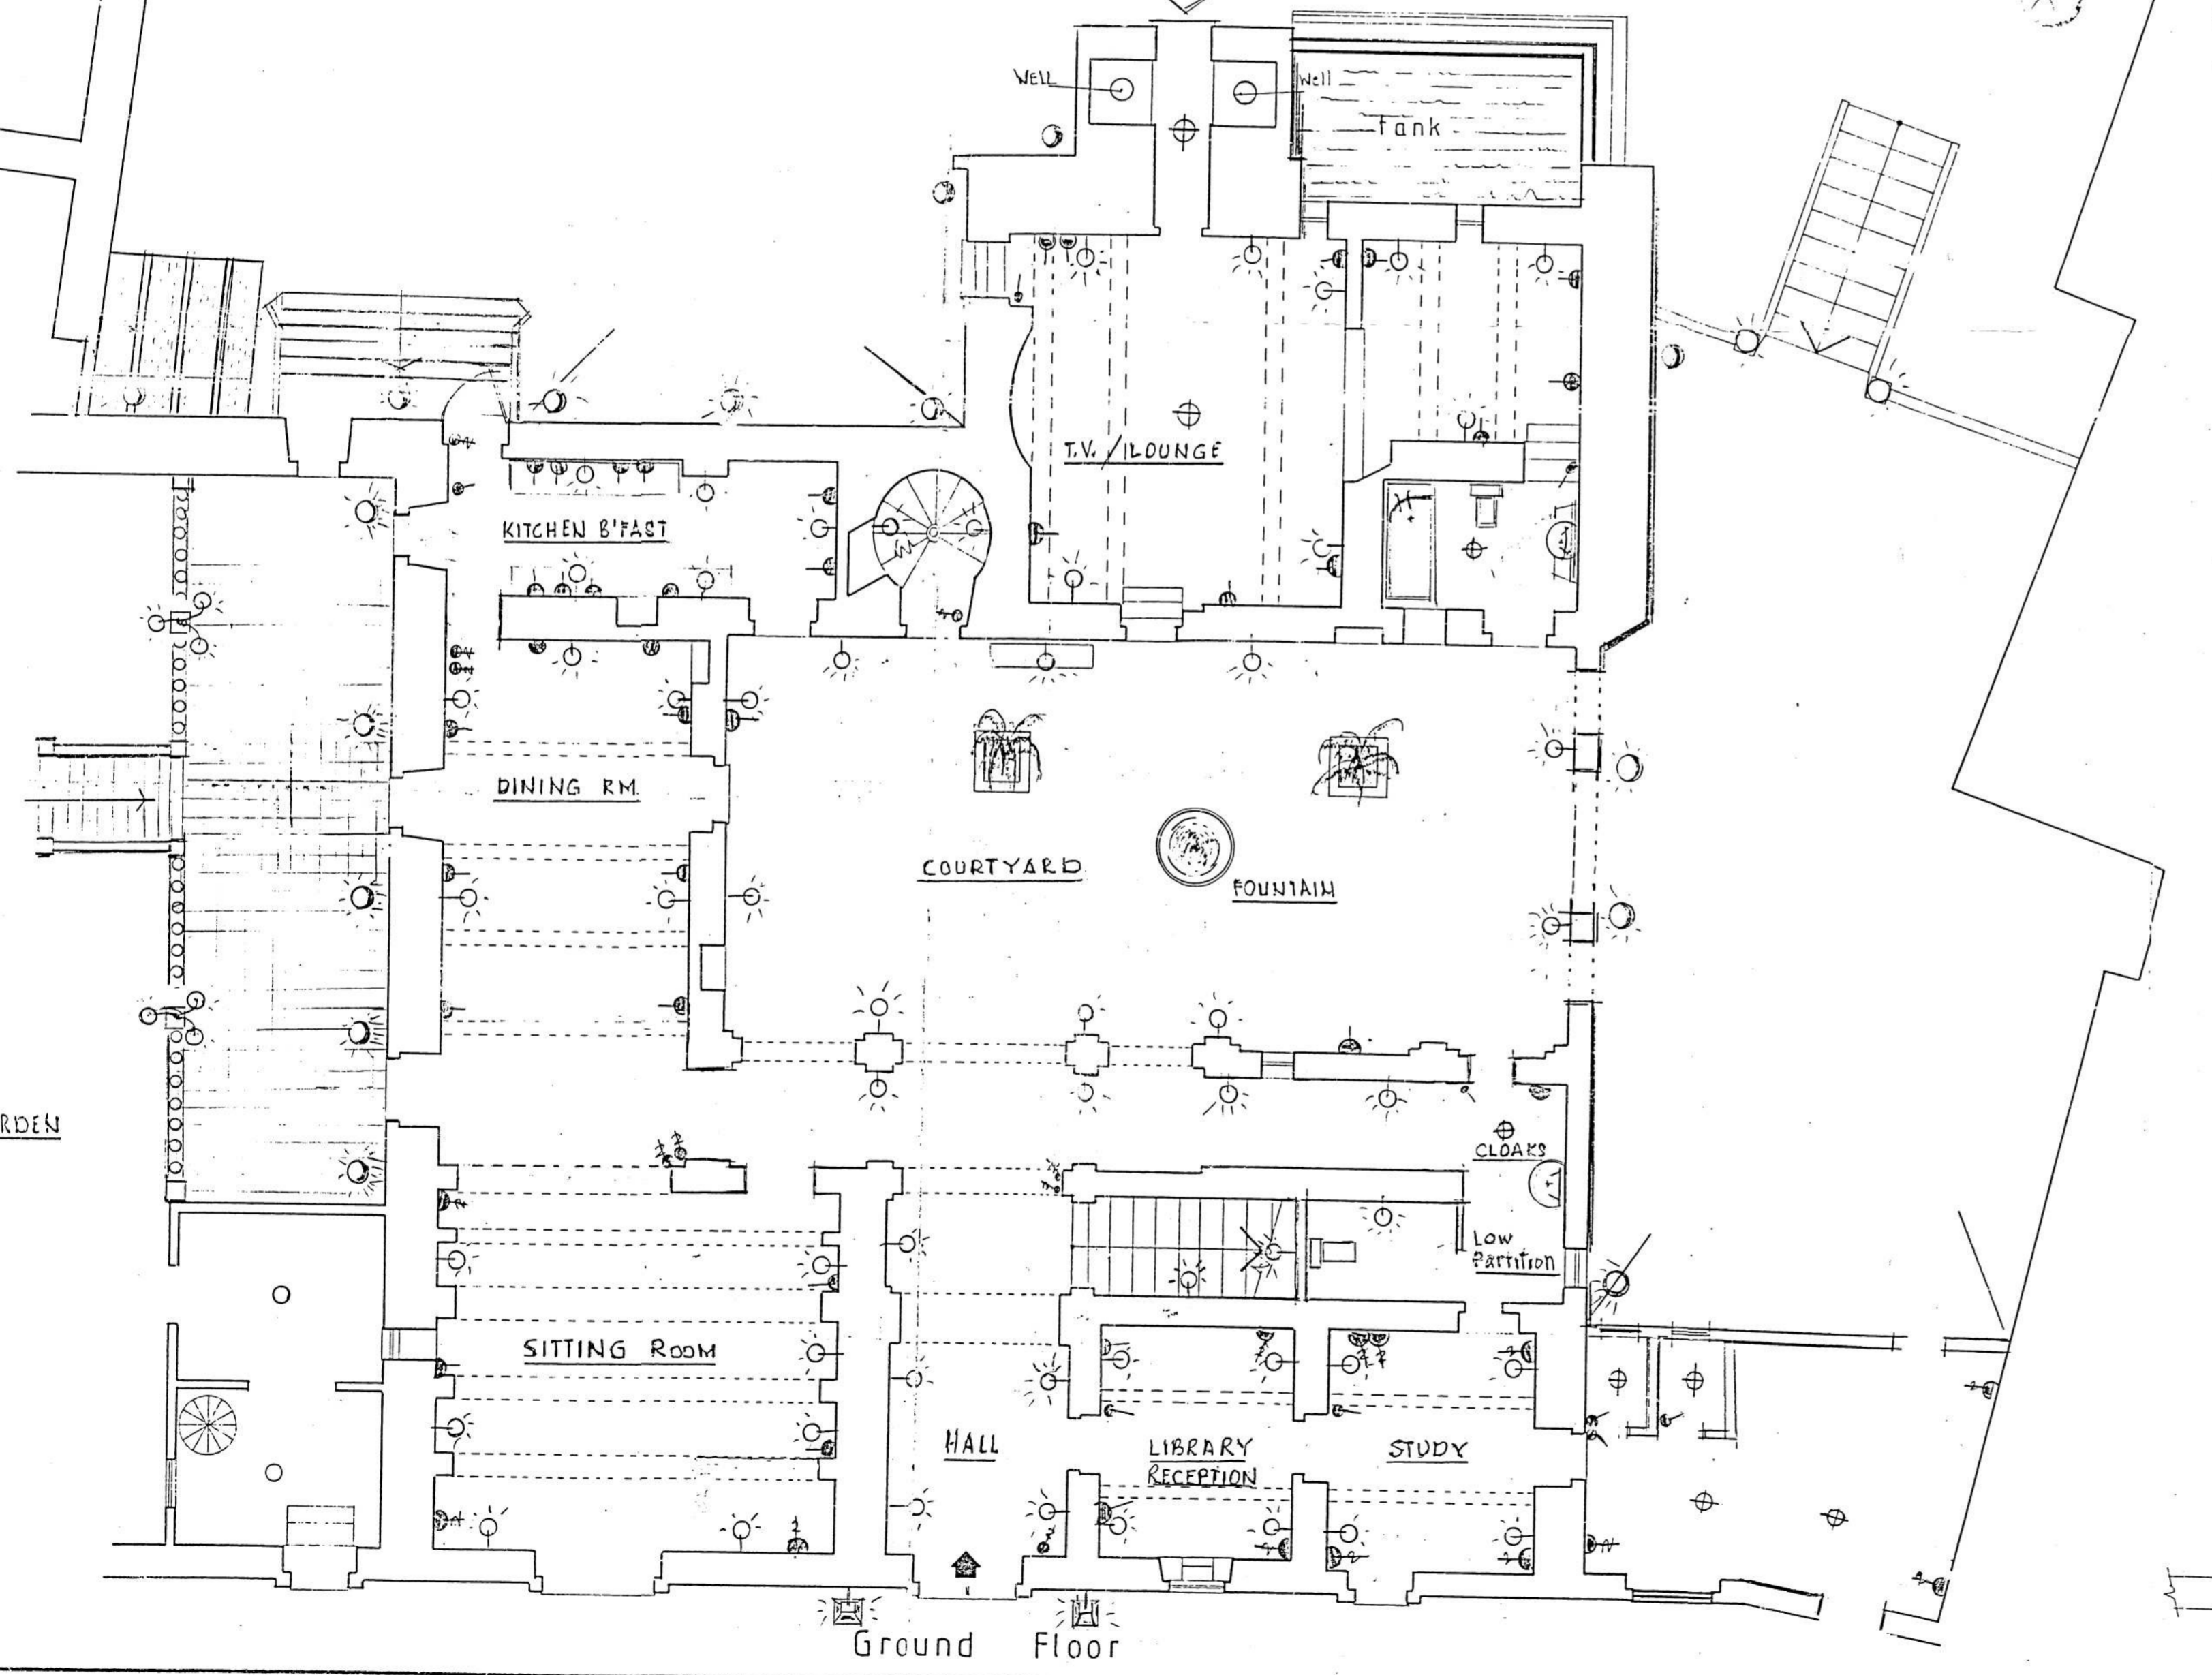 WELL
Well
Tank
T.V. / LOUNGE
KITCHEN B'FAST
DINING RM.
COURTYARD
FOUNTAIN
RDEN
CLOAKS
LOW
Partition
SITTING ROOM
HALL
LIBRARY
RECEPTION
STUDY
Ground Floor